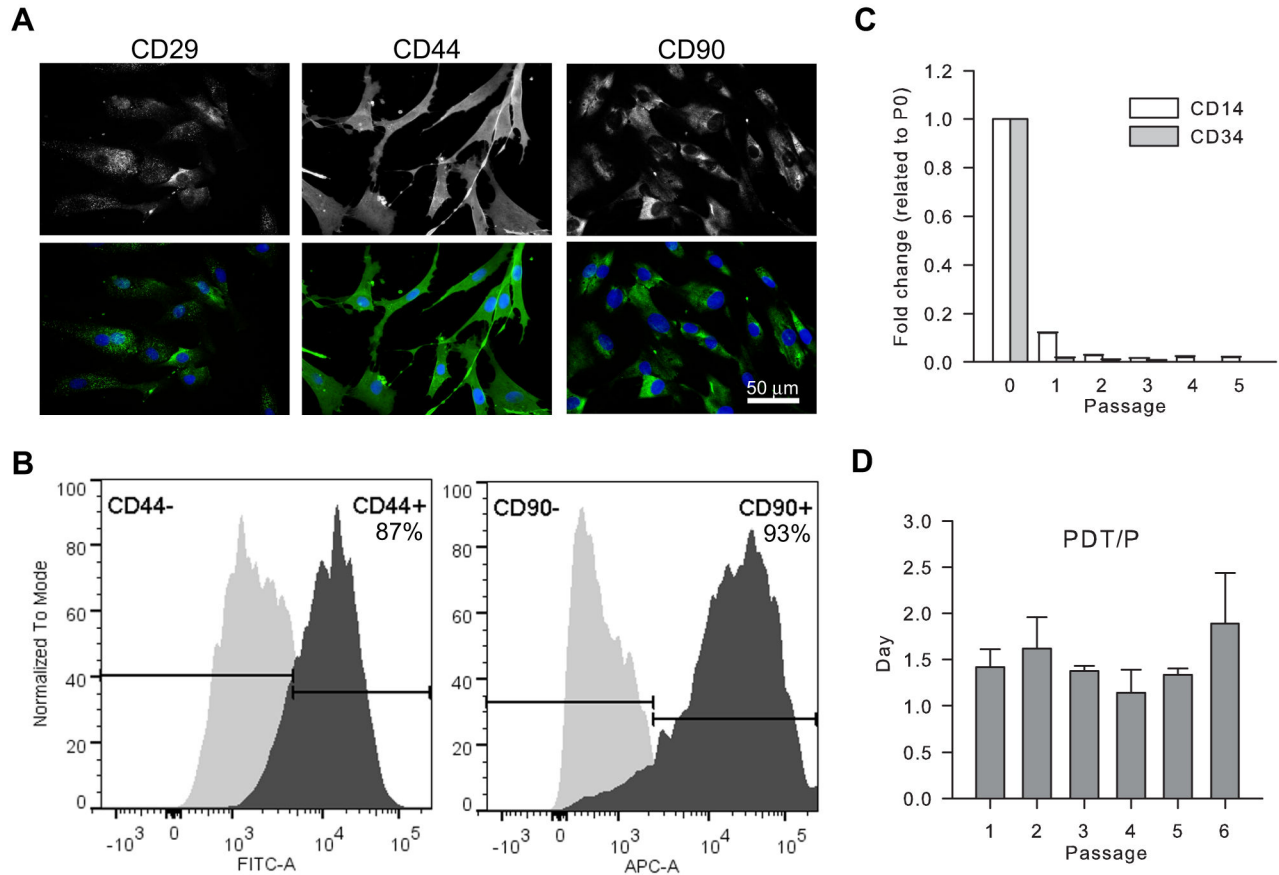 A
CD29
CD44
CD90
50 µm
B
Normalized To Mode
100
80
60
40
20
0
CD44-
CD44+
87%
-10³ 0 10³ 10⁴ 10⁵
FITC-A
100
80
60
40
20
0
CD90-
CD90+
93%
-10³ 0 10³ 10⁴ 10⁵
APC-A
C
Fold change (related to P0)
1.2
1.0
0.8
0.6
0.4
0.2
0.0
CD14
CD34
0 1 2 3 4 5
Passage
D
PDT/P
Day
3.0
2.5
2.0
1.5
1.0
0.5
0.0
1 2 3 4 5 6
Passage